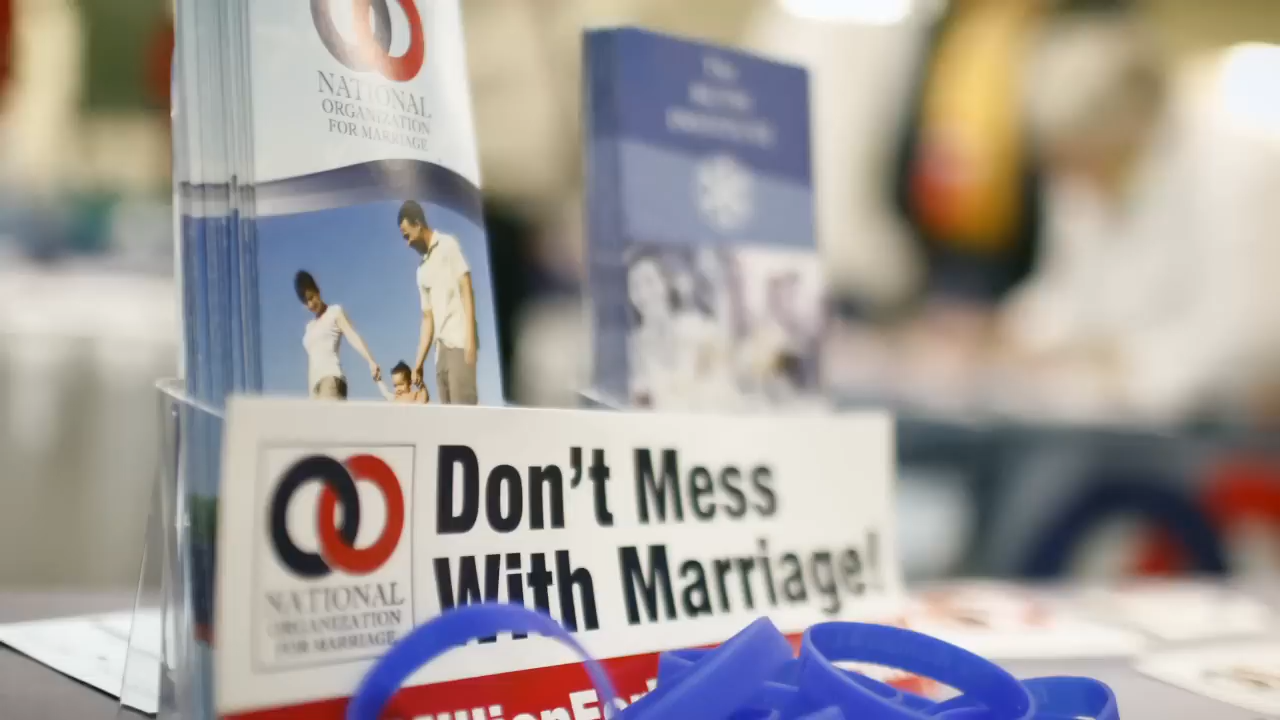 NATIONAL
ORGANIZATION
FOR MARRIAGE
Don't Mess
With Marriage!
NATIONAL
ORGANIZATION
FOR MARRIAGE